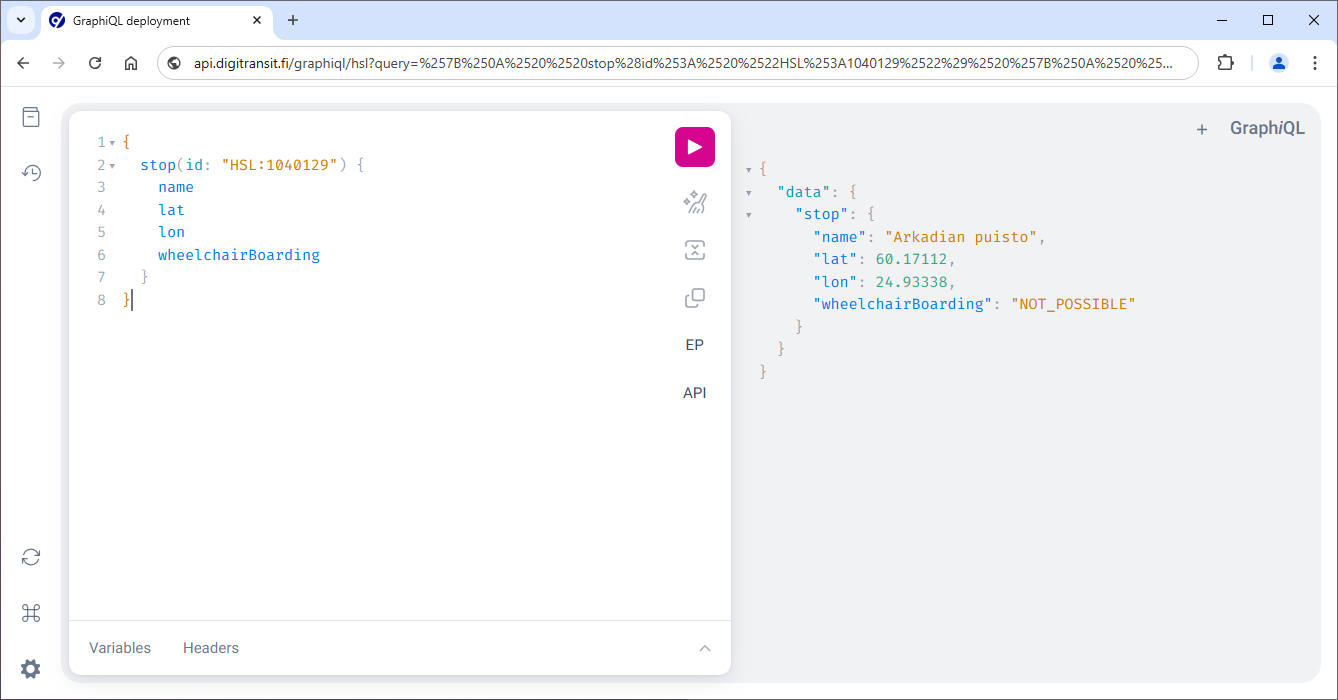 GraphiQL deployment
api.digitransit.fi/graphiql/hsl?query=%257B%250A%2520%2520stop%28id%253A%2520%2522HSL%253A1040129%2522%29%2520%257B%250A%2520%25...
1 {
2 stop(id: "HSL:1040129") {
3 name
4 lat
5 lon
6 wheelchairBoarding
7 }
8 }
EP
API
Variables Headers
+ GraphiQL
{
"data": {
"stop": {
"name": "Arkadian puisto",
"lat": 60.17112,
"lon": 24.93338,
"wheelchairBoarding": "NOT_POSSIBLE"
}
}
}